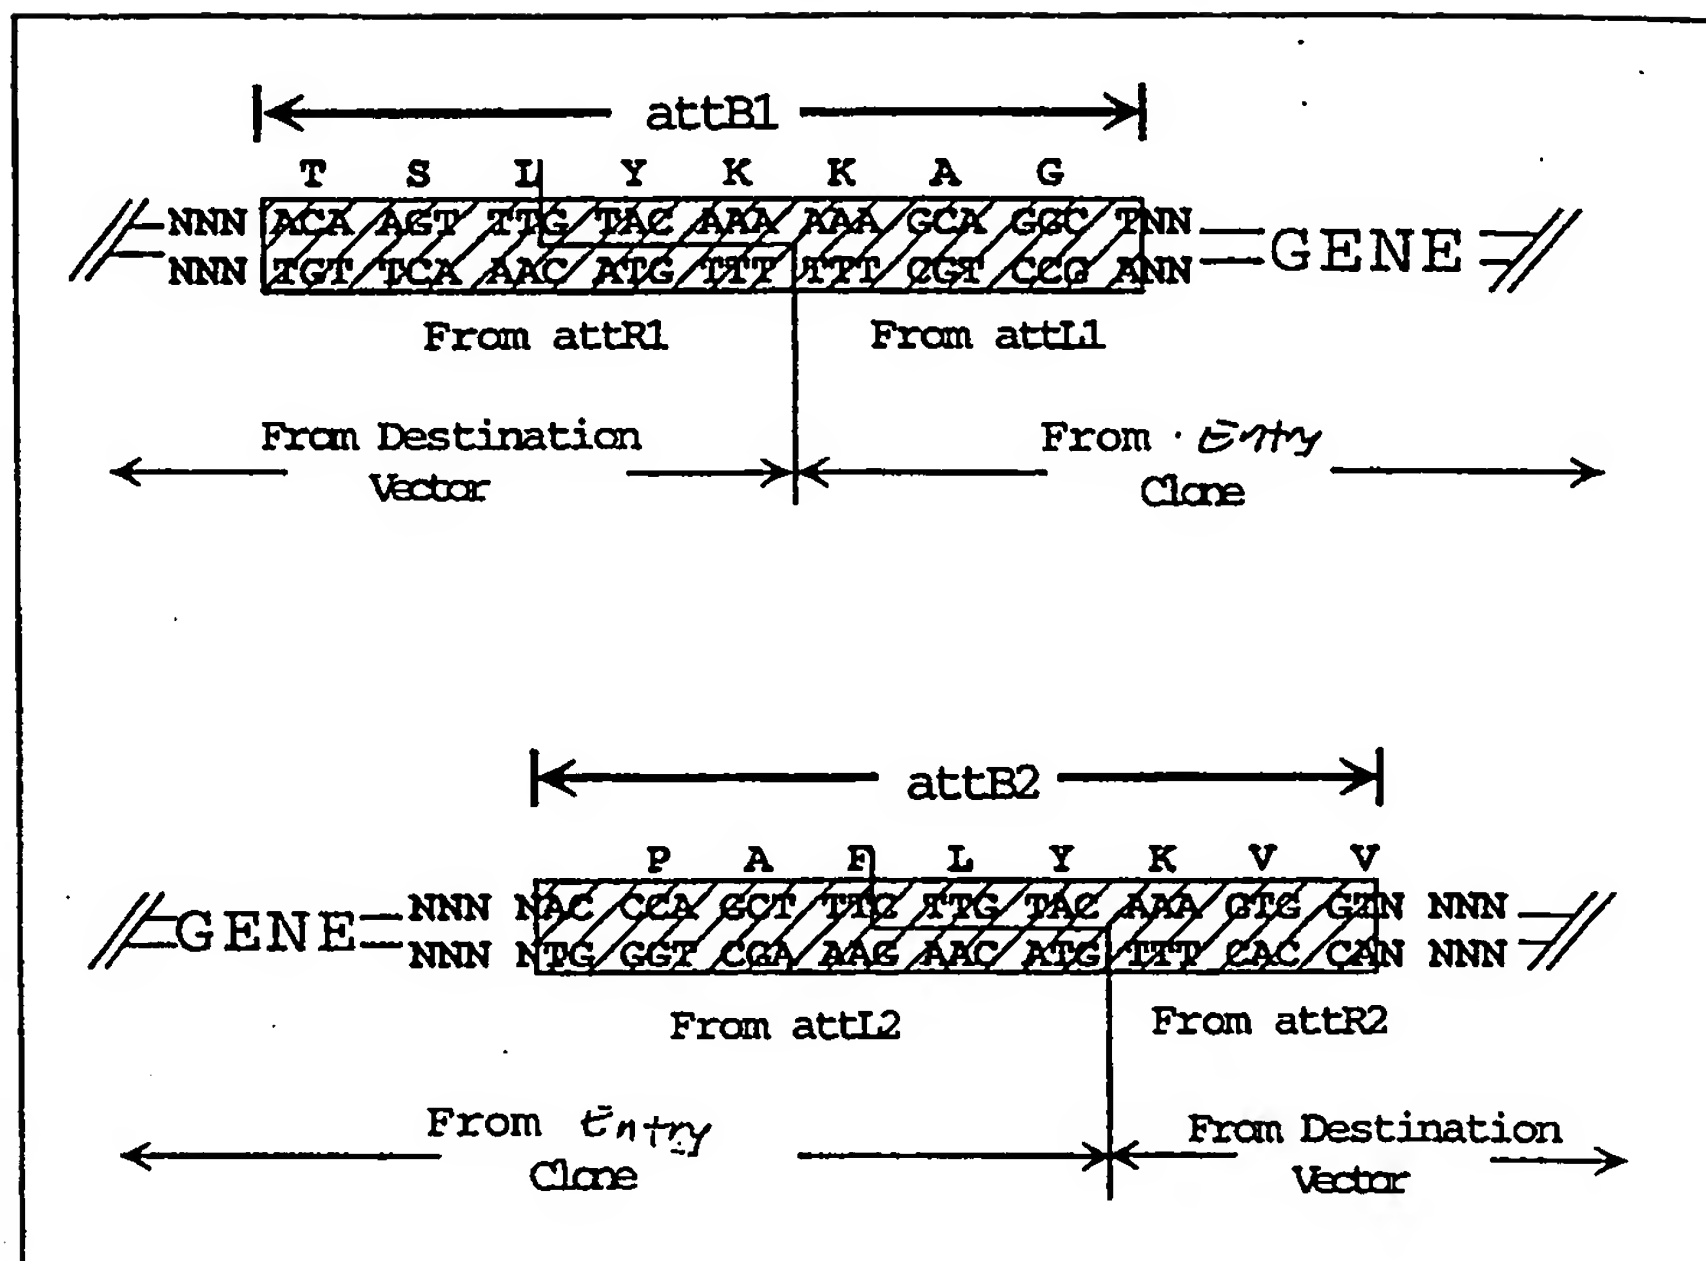 attB1
T S L Y K K A G
NNN ACA AGT TTG TAC AAA AAA GCA GGC TNN
NNN TGT TCA AAC ATG TTT TTT CGT CCG ANN
GENE
From attR1 From attL1
From Destination Vector
From Entry Clone
attB2
P A F L Y K V V
GENE
NNN NAC CCA GCT TTC TTG TAC AAA GTG GTN NNN
NNN NTG GGT CGA AAG AAC ATG TTT CAC CAN NNN
From attL2 From attR2
From Entry Clone
From Destination Vector